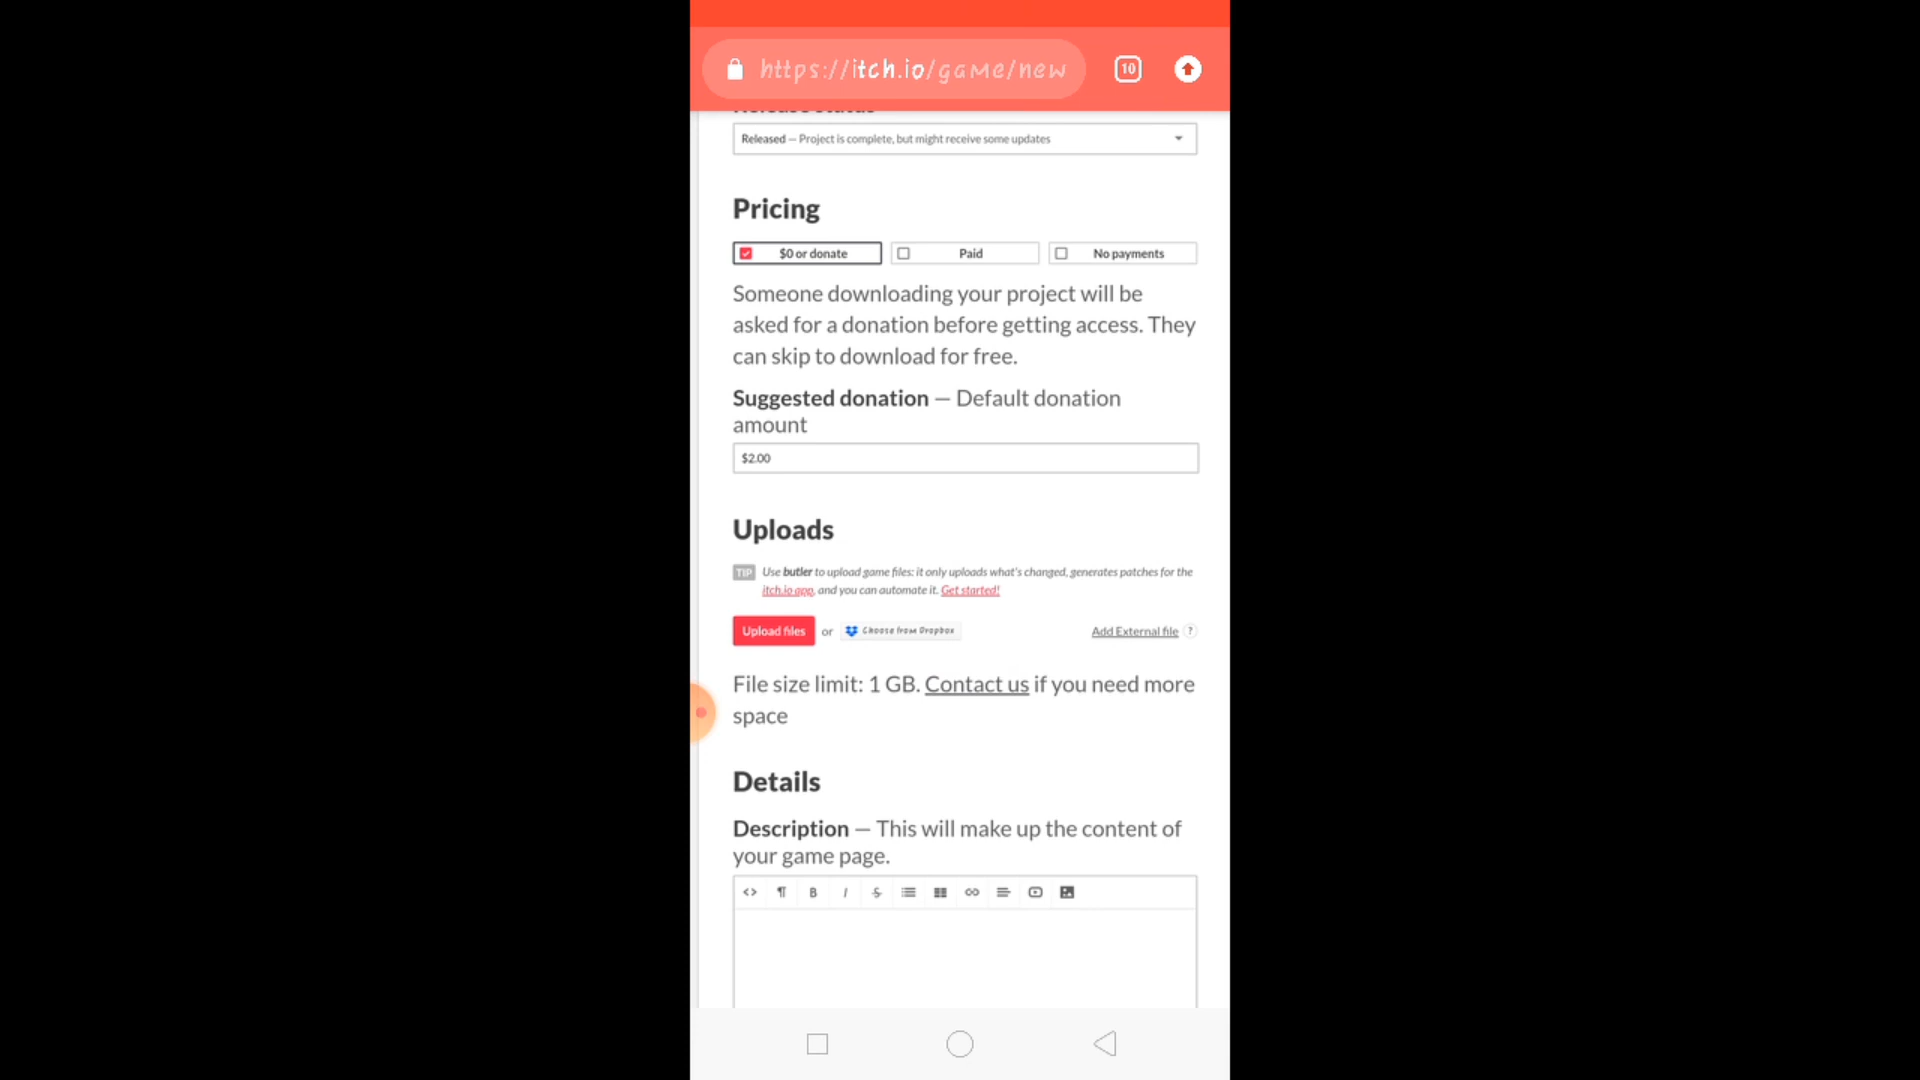 https://itch.io/game/new
10
Release status
Released — Project is complete, but might receive some updates
Pricing
$0 or donate
Paid
No payments
Someone downloading your project will be
asked for a donation before getting access. They
can skip to download for free.
Suggested donation — Default donation
amount
$2.00
Uploads
TIP Use butler to upload game files: it only uploads what's changed, generates patches for the
itch.io app, and you can automate it. Get started!
Upload files or Choose from Dropbox Add External file ?
File size limit: 1 GB. Contact us if you need more
space
Details
Description — This will make up the content of
your game page.